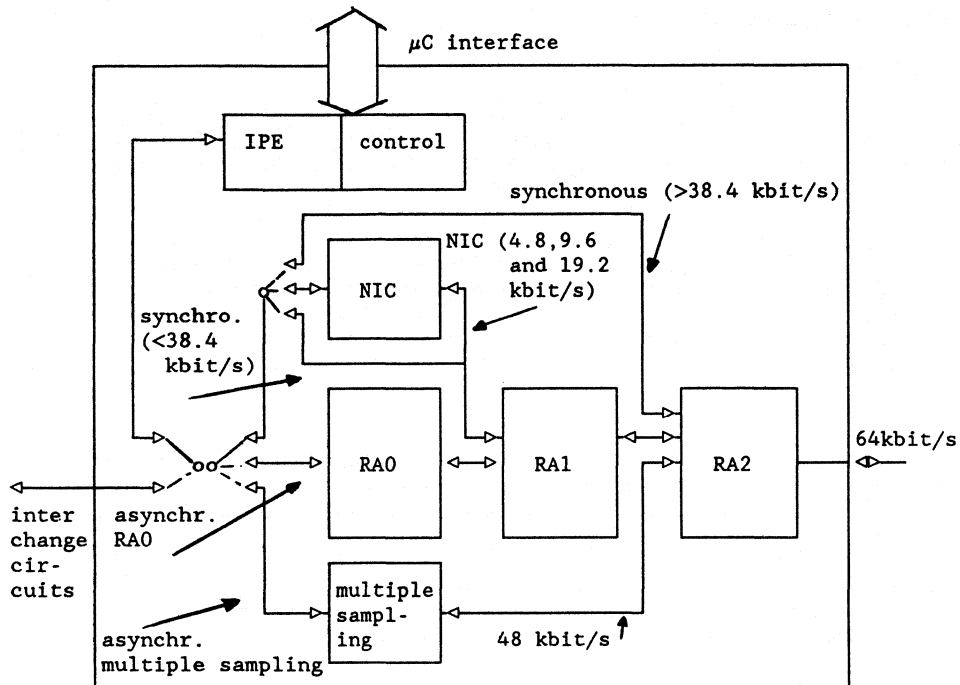 μC interface
IPE
control
synchronous (>38.4 kbit/s)
NIC (4.8,9.6
and 19.2
kbit/s)
NIC
synchro.
(<38.4
kbit/s)
RA0
RA1
RA2
64kbit/s
inter
change
cir-
cuits
asynchr.
RA0
multiple
sampl-
ing
48 kbit/s
asynchr.
multiple sampling